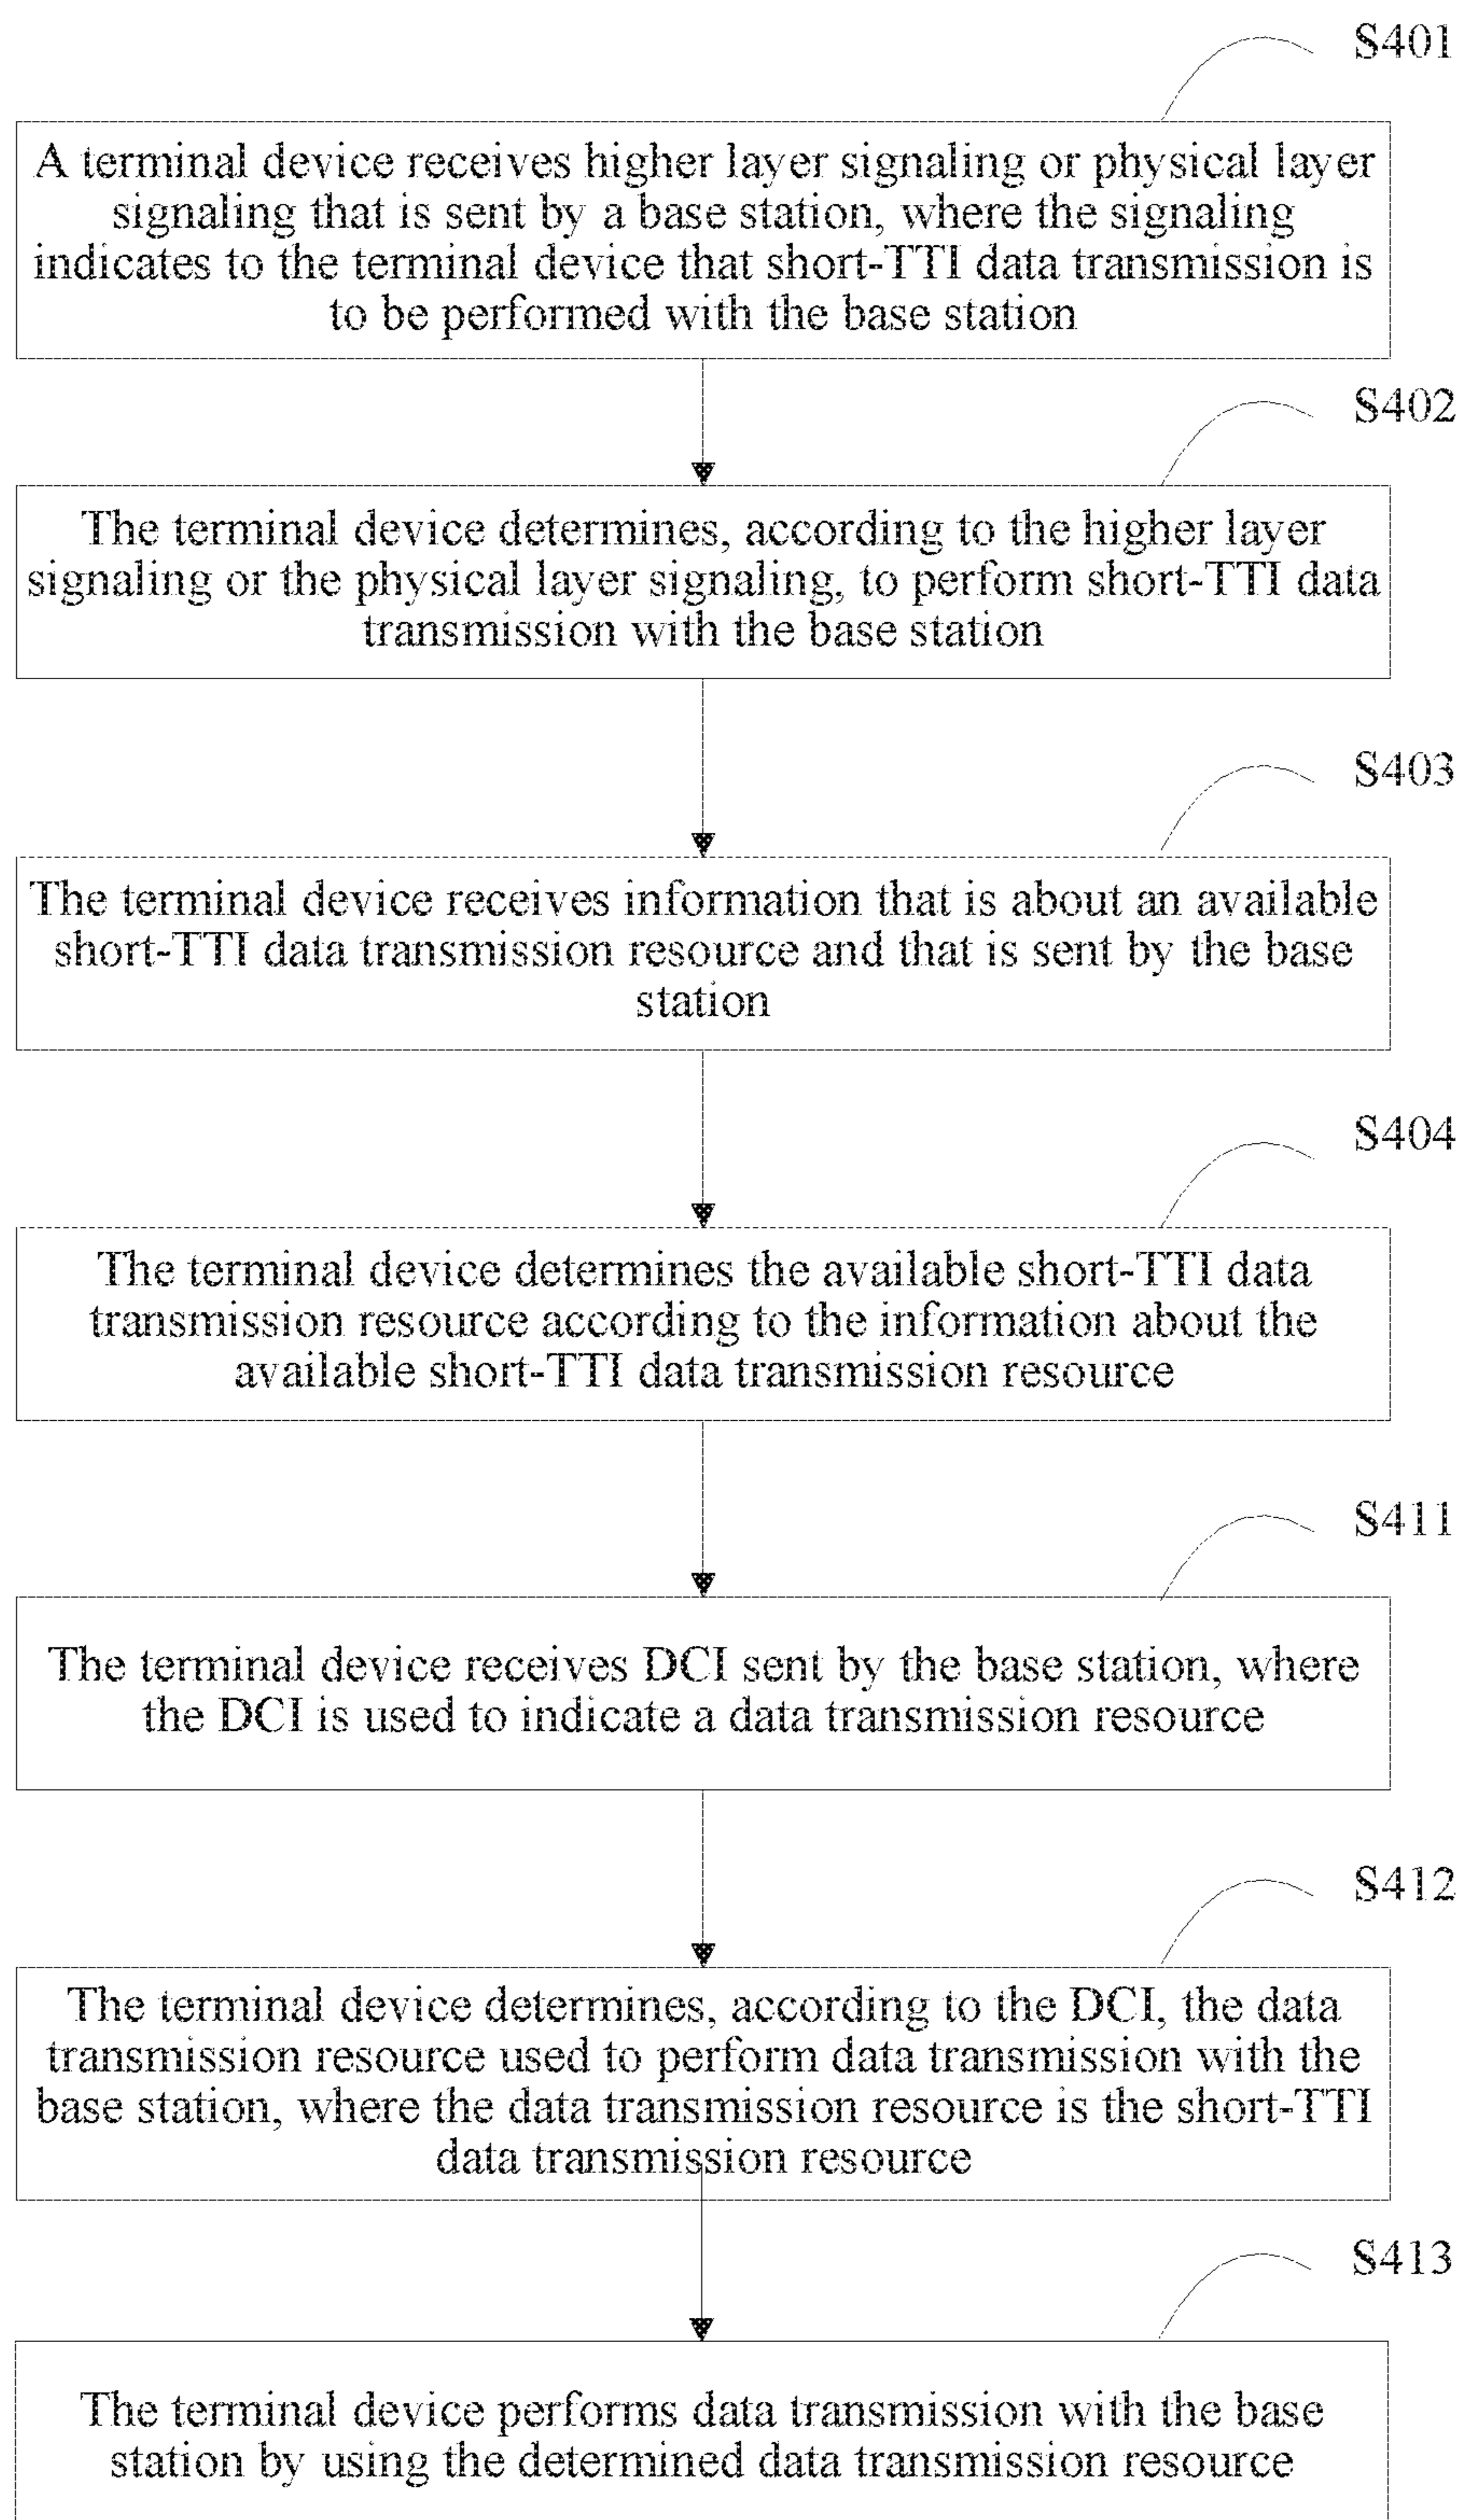 S401
A terminal device receives higher layer signaling or physical layer
signaling that is sent by a base station, where the signaling
indicates to the terminal device that short-TTI data transmission is
to be performed with the base station
S402
The terminal device determines, according to the higher layer
signaling or the physical layer signaling, to perform short-TTI data
transmission with the base station
S403
The terminal device receives information that is about an available
short-TTI data transmission resource and that is sent by the base
station
S404
The terminal device determines the available short-TTI data
transmission resource according to the information about the
available short-TTI data transmission resource
S411
The terminal device receives DCI sent by the base station, where
the DCI is used to indicate a data transmission resource
S412
The terminal device determines, according to the DCI, the data
transmission resource used to perform data transmission with the
base station, where the data transmission resource is the short-TTI
data transmission resource
S413
The terminal device performs data transmission with the base
station by using the determined data transmission resource